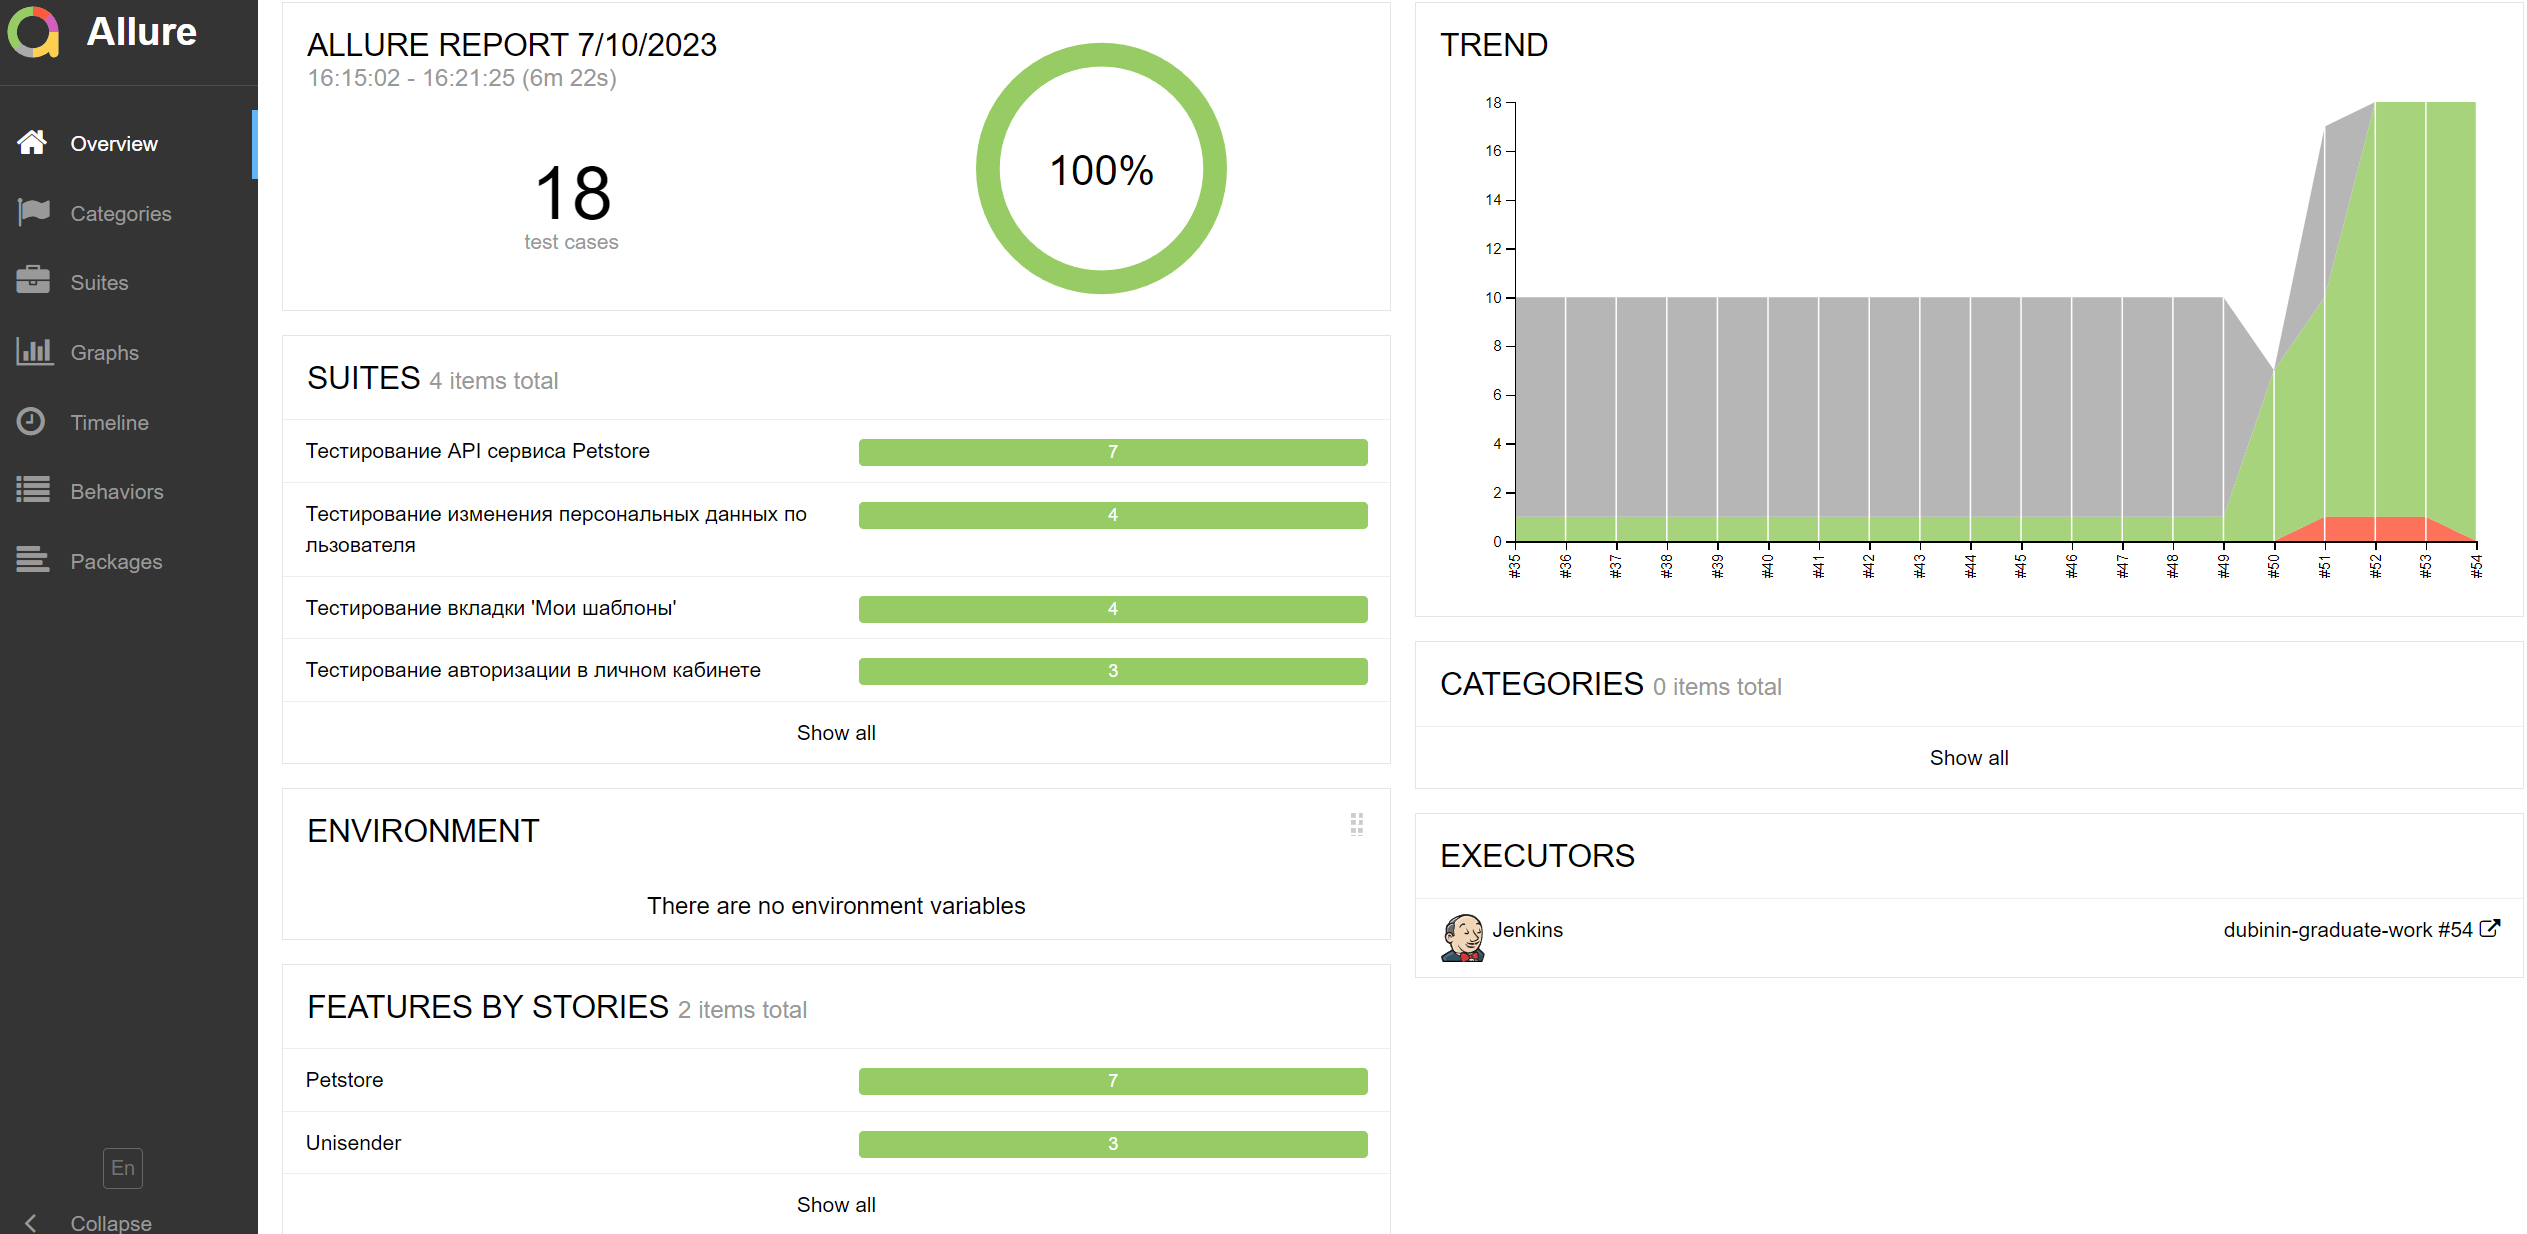 Allure
Overview
Categories
Suites
Graphs
Timeline
Behaviors
Packages
En
Collapse
ALLURE REPORT 7/10/2023
16:15:02 - 16:21:25 (6m 22s)
18
test cases
100%
SUITES 4 items total
Тестирование API сервиса Petstore 7
Тестирование изменения персональных данных по 4
льзователя
Тестирование вкладки 'Мои шаблоны' 4
Тестирование авторизации в личном кабинете 3
Show all
ENVIRONMENT
There are no environment variables
FEATURES BY STORIES 2 items total
Petstore 7
Unisender 3
Show all
TREND
18
16
14
12
10
8
6
4
2
0
#35 #36 #37 #38 #39 #40 #41 #42 #43 #44 #45 #46 #47 #48 #49 #50 #51 #52 #53 #54
CATEGORIES 0 items total
Show all
EXECUTORS
Jenkins dubinin-graduate-work #54